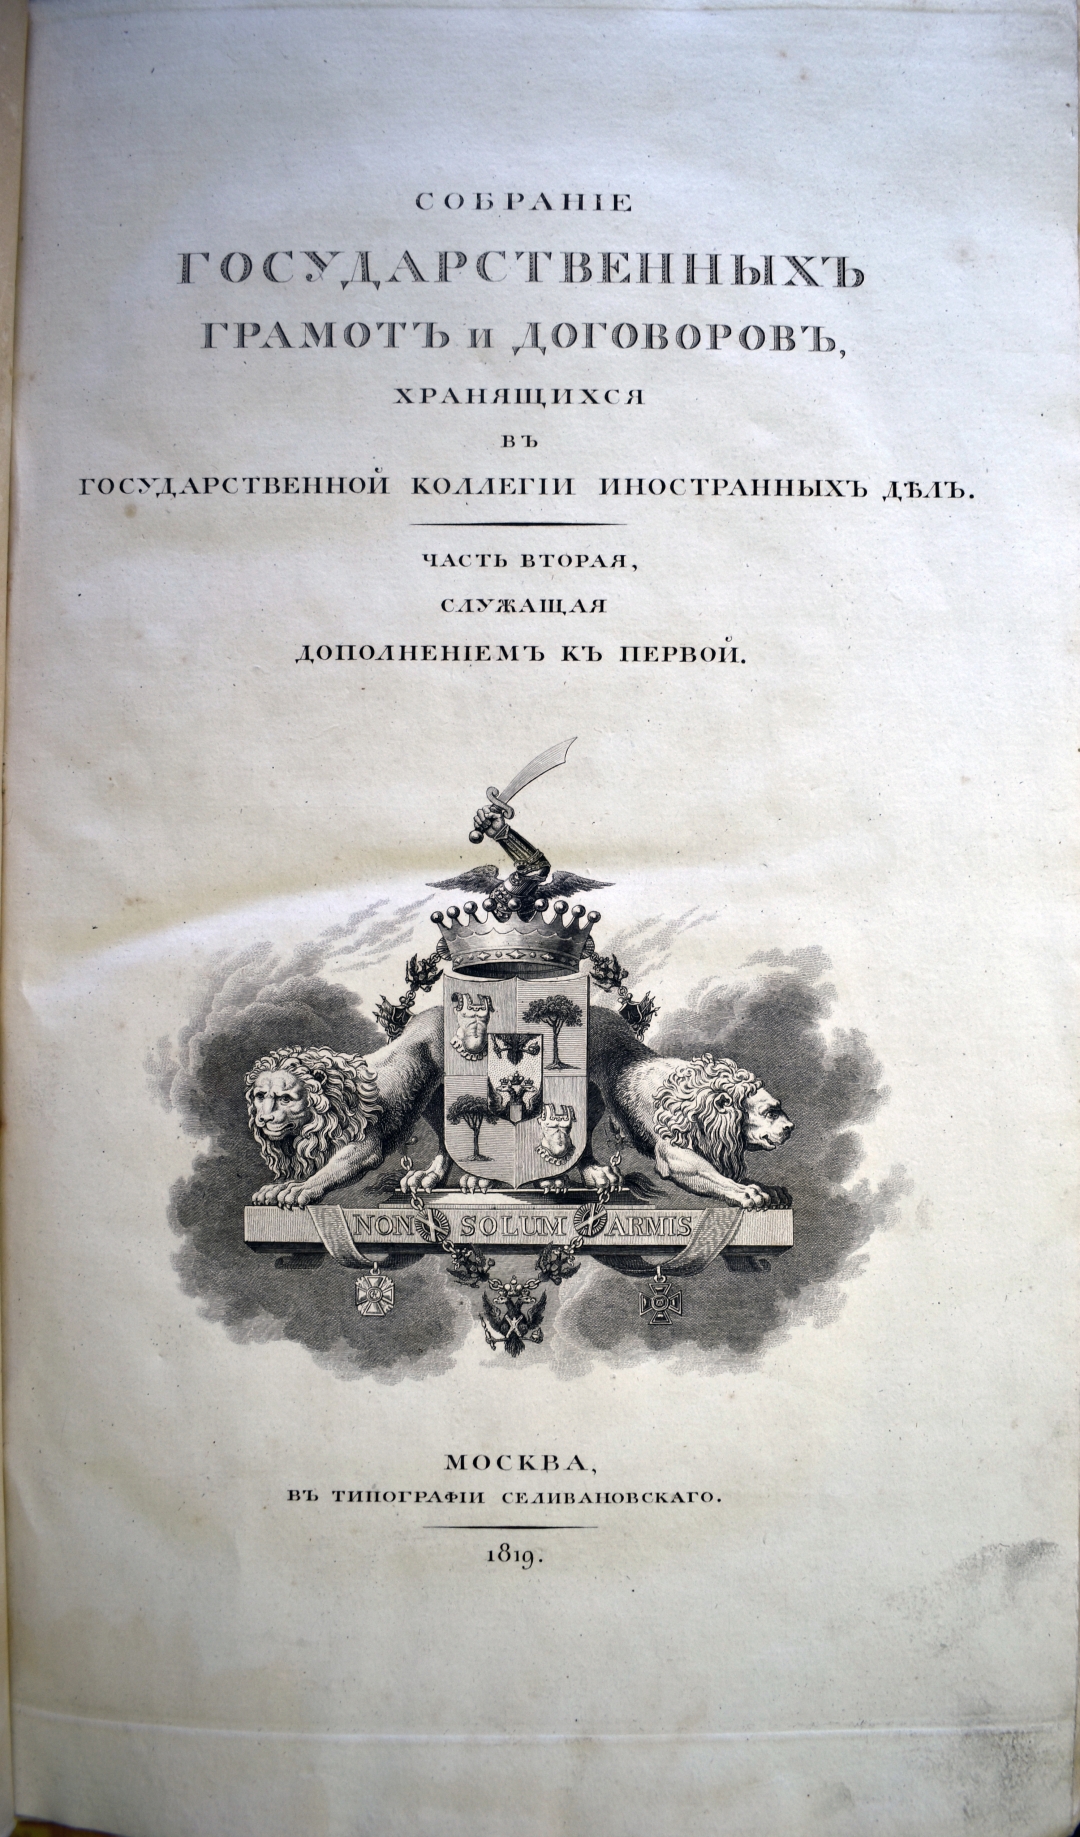 СОБРАНІЕ
ГОСУДАРСТВЕННЫХЪ
ГРАМОТЪ и ДОГОВОРОВЪ,
ХРАНЯЩИХСЯ
ВЪ
ГОСУДАРСТВЕННОЙ КОЛЛЕГІИ ИНОСТРАННЫХЪ ДѢЛЪ.
ЧАСТЬ ВТОРАЯ,
СЛУЖАЩАЯ
ДОПОЛНЕНІЕМЪ КЪ ПЕРВОЙ.
NON SOLUM ARMIS
МОСКВА,
ВЪ ТИПОГРАФІИ СЕЛИВАНОВСКАГО.
1819.